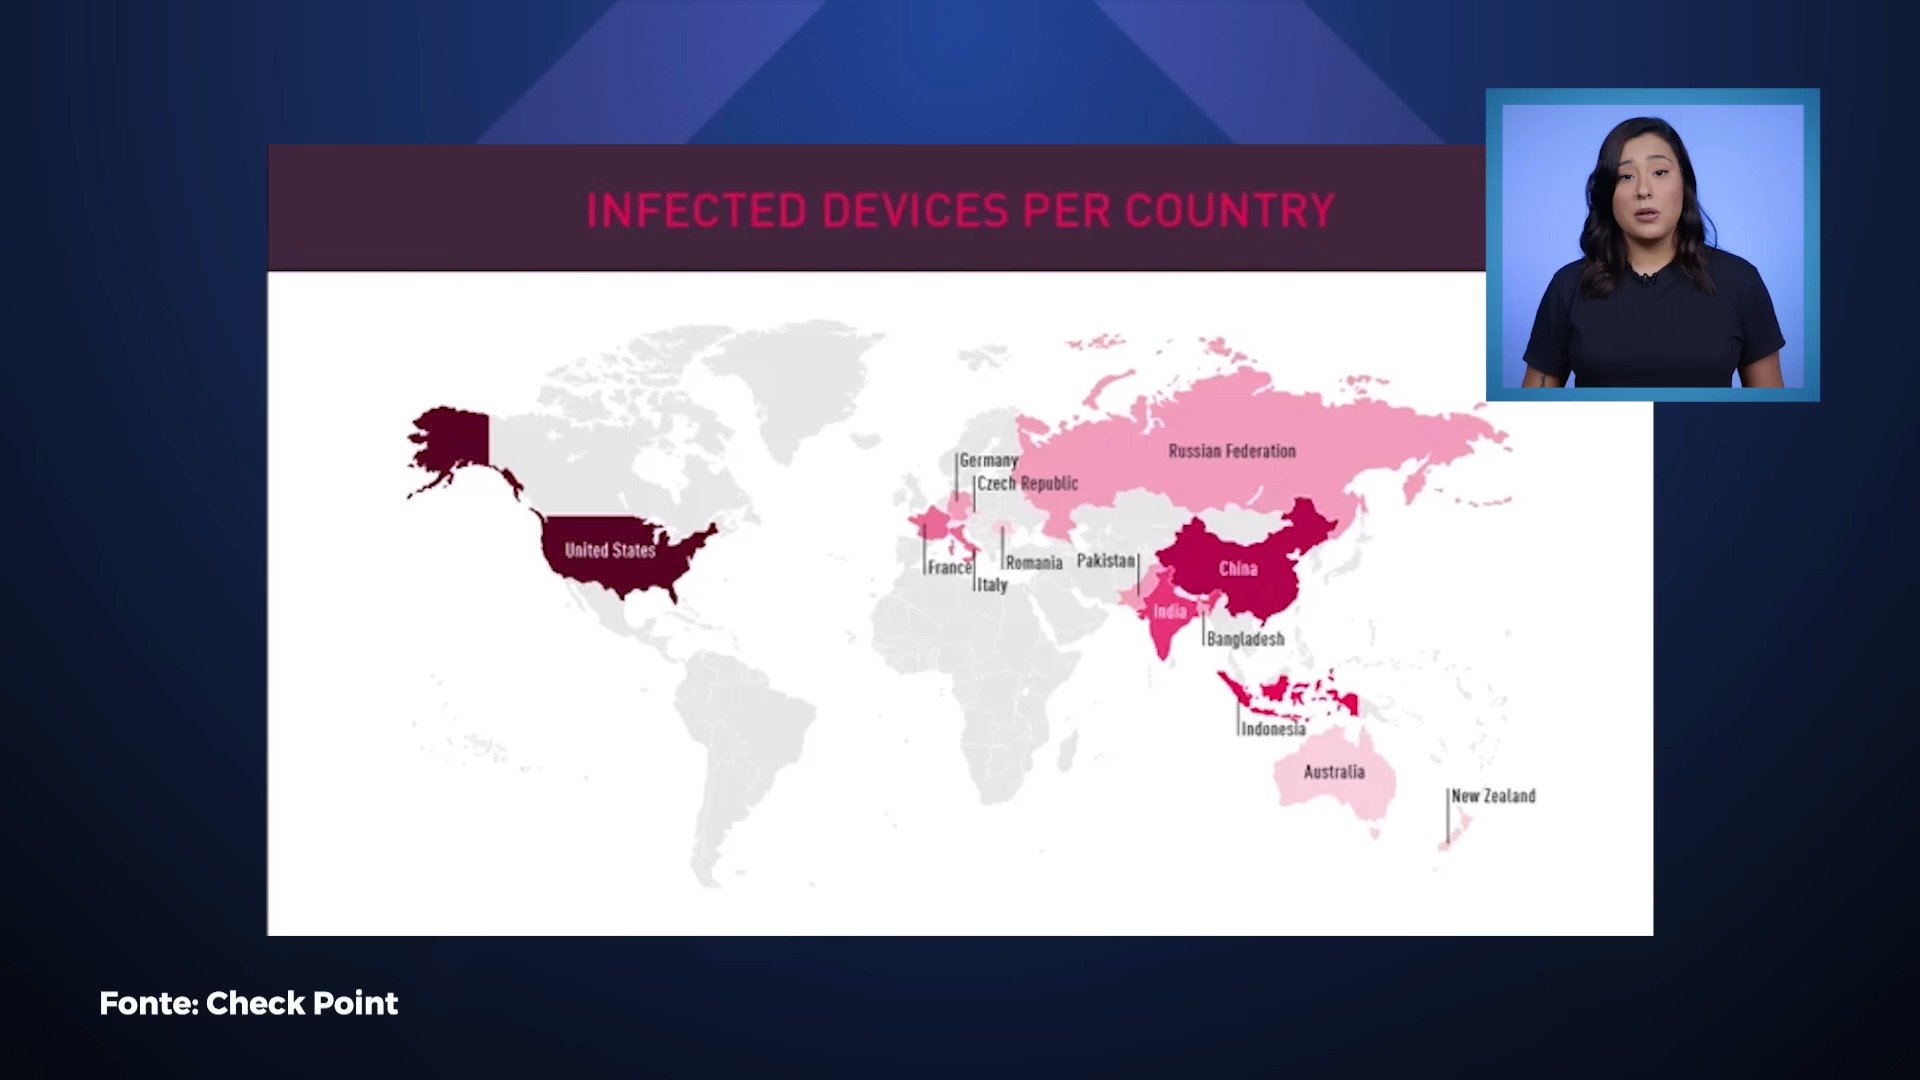 INFECTED DEVICES PER COUNTRY
Russian Federation
Germany
Czech Republic
United States
France
Italy
Romania
Pakistan
China
India
Bangladesh
Indonesia
Australia
New Zealand
Fonte: Check Point